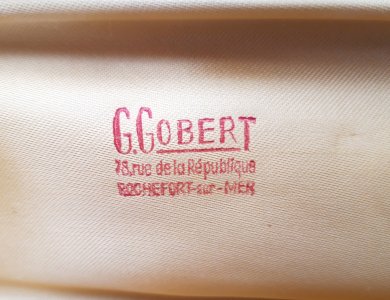 G.GOBERT
78, rue de la République
ROCHEFORT-sur-MER